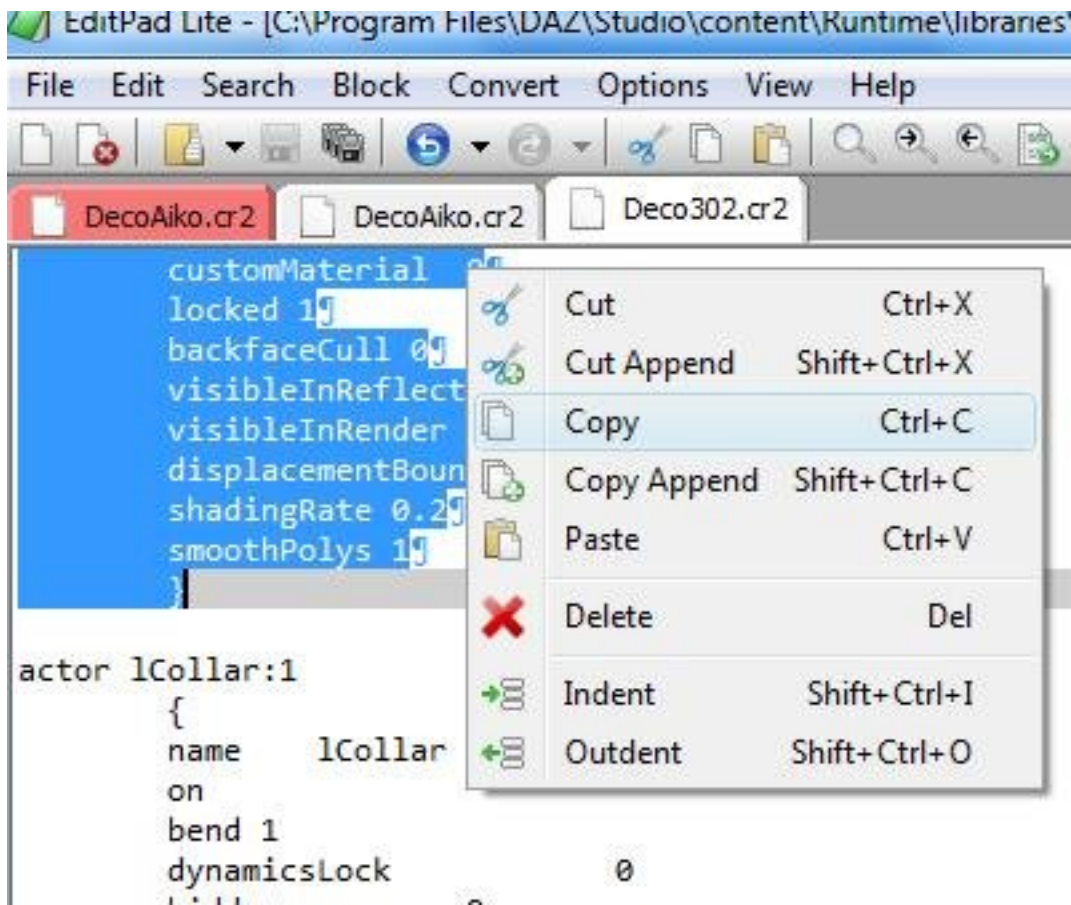 EditPad Lite - [C:\Program Files\DAZ\Studio\content\Runtime\libraries\
File Edit Search Block Convert Options View Help
DecoAiko.cr2 DecoAiko.cr2 Deco302.cr2
customMaterial 0¶
locked 1¶
backfaceCull 0¶
visibleInReflect
visibleInRender
displacementBoun
shadingRate 0.2¶
smoothPolys 1¶
}
Cut Ctrl+X
Cut Append Shift+Ctrl+X
Copy Ctrl+C
Copy Append Shift+Ctrl+C
Paste Ctrl+V
Delete Del
Indent Shift+Ctrl+I
Outdent Shift+Ctrl+O
actor lCollar:1
{
name lCollar
on
bend 1
dynamicsLock 0